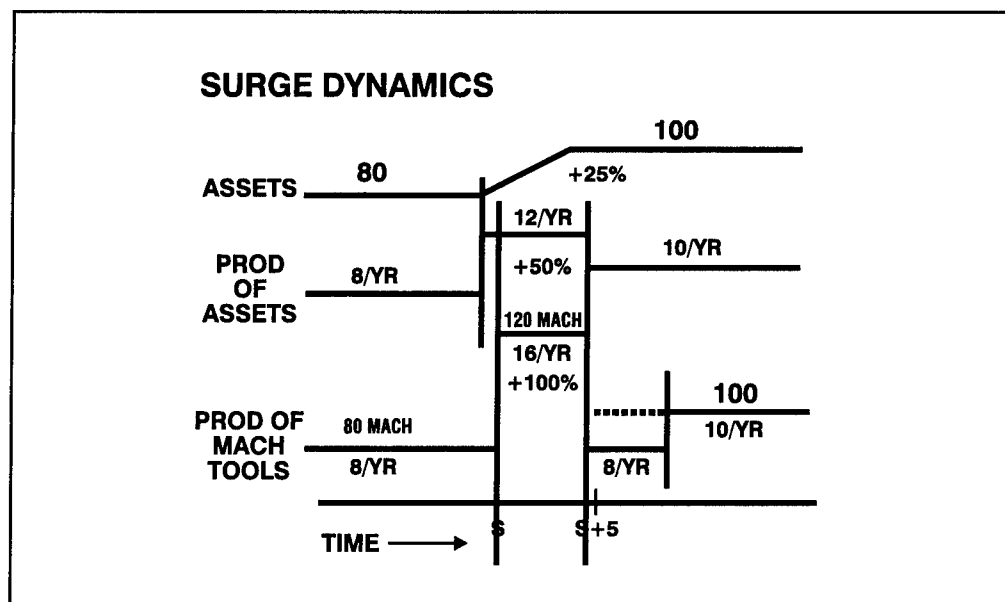 SURGE DYNAMICS
100
80
ASSETS
+25%
12/YR
PROD
OF
ASSETS
8/YR
+50%
10/YR
120 MACH
16/YR
+100%
100
PROD OF
MACH
TOOLS
80 MACH
8/YR
8/YR
10/YR
S
S+5
TIME